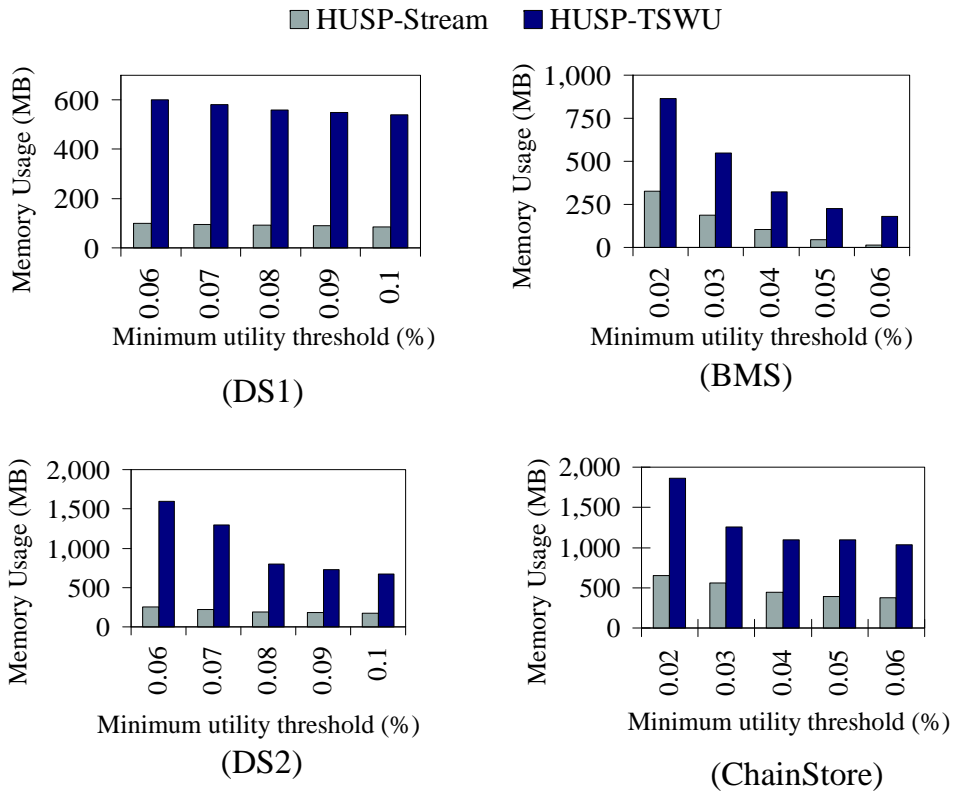 HUSP-Stream HUSP-TSWU
Memory Usage (MB)
600
400
200
0
0.06 0.07 0.08 0.09 0.1
Minimum utility threshold (%)
(DS1)
Memory Usage (MB)
1,000
750
500
250
0
0.02 0.03 0.04 0.05 0.06
Minimum utility threshold (%)
(BMS)
Memory Usage (MB)
2,000
1,500
1,000
500
0
0.06 0.07 0.08 0.09 0.1
Minimum utility threshold (%)
(DS2)
Memory Usage (MB)
2,000
1,500
1,000
500
0
0.02 0.03 0.04 0.05 0.06
Minimum utility threshold (%)
(ChainStore)